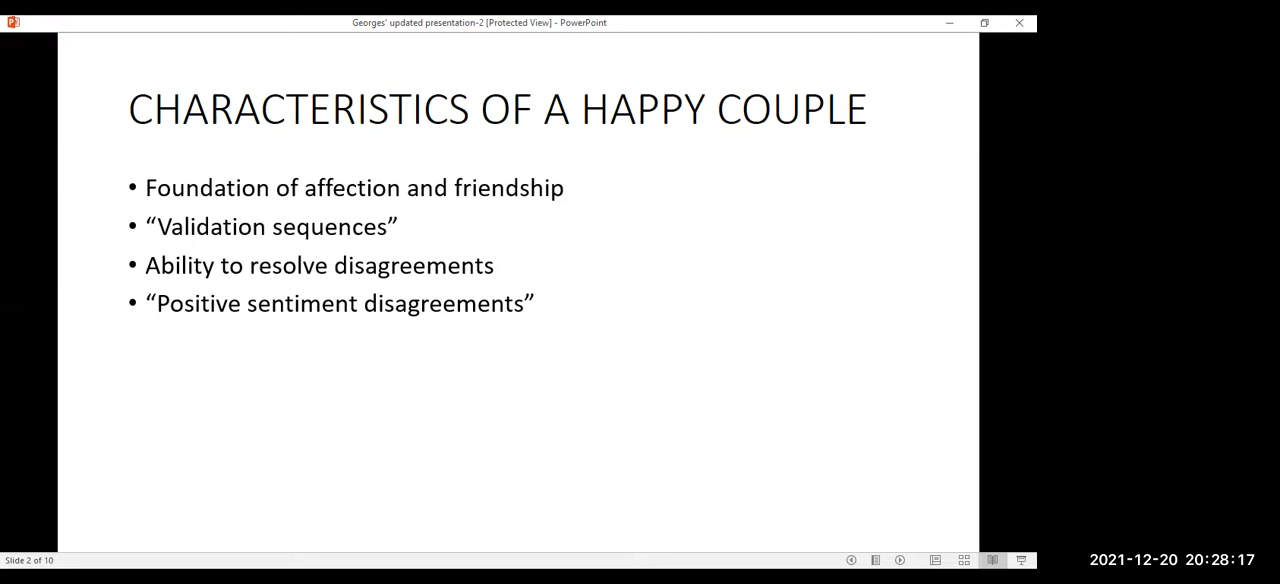 Georges' updated presentation-2 [Protected View] - PowerPoint
CHARACTERISTICS OF A HAPPY COUPLE
• Foundation of affection and friendship
• “Validation sequences”
• Ability to resolve disagreements
• “Positive sentiment disagreements”
Slide 2 of 10
2021-12-20 20:28:17